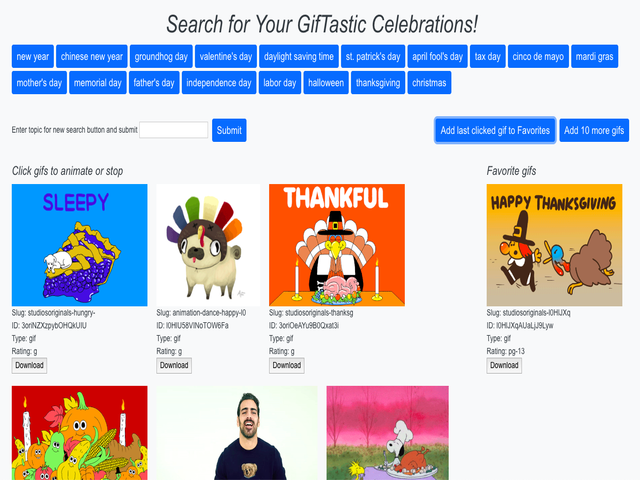 Search for Your GifTastic Celebrations!
new year chinese new year groundhog day valentine's day daylight saving time st. patrick's day april fool's day tax day cinco de mayo mardi gras
mother's day memorial day father's day independence day labor day halloween thanksgiving christmas
Enter topic for new search button and submit Submit Add last clicked gif to Favorites Add 10 more gifs
Click gifs to animate or stop
Favorite gifs
SLEEPY
THANKFUL
HAPPY THANKSGIVING
Slug: studiosoriginals-hungry- Slug: animation-dance-happy-l0 Slug: studiosoriginals-thanksg Slug: studiosoriginals-l0HIJXq
ID: 3oriNZXzpybOHQkUIU ID: l0HIU58VINoTOW6Fa ID: 3oriOeAYu9B0Qxat3i ID: l0HIJXqAUaLjJ9Lyw
Type: gif Type: gif Type: gif Type: gif
Rating: g Rating: g Rating: g Rating: pg-13
Download Download Download Download